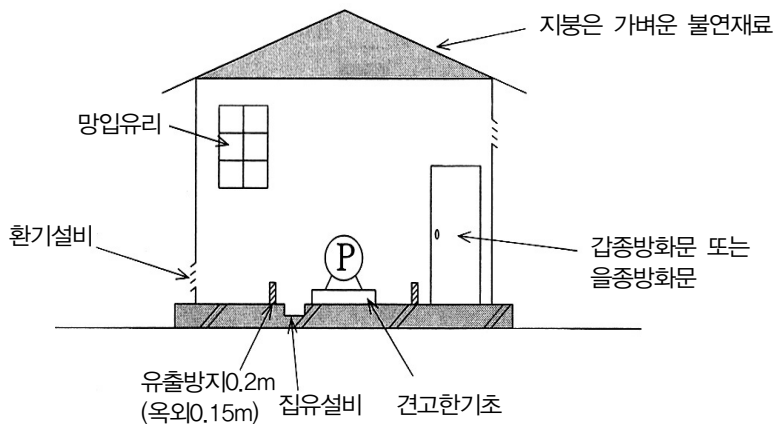 지붕은 가벼운 불연재료
망입유리
환기설비
P
갑종방화문 또는
을종방화문
유출방지0.2m
(옥외0.15m)
집유설비
견고한기초